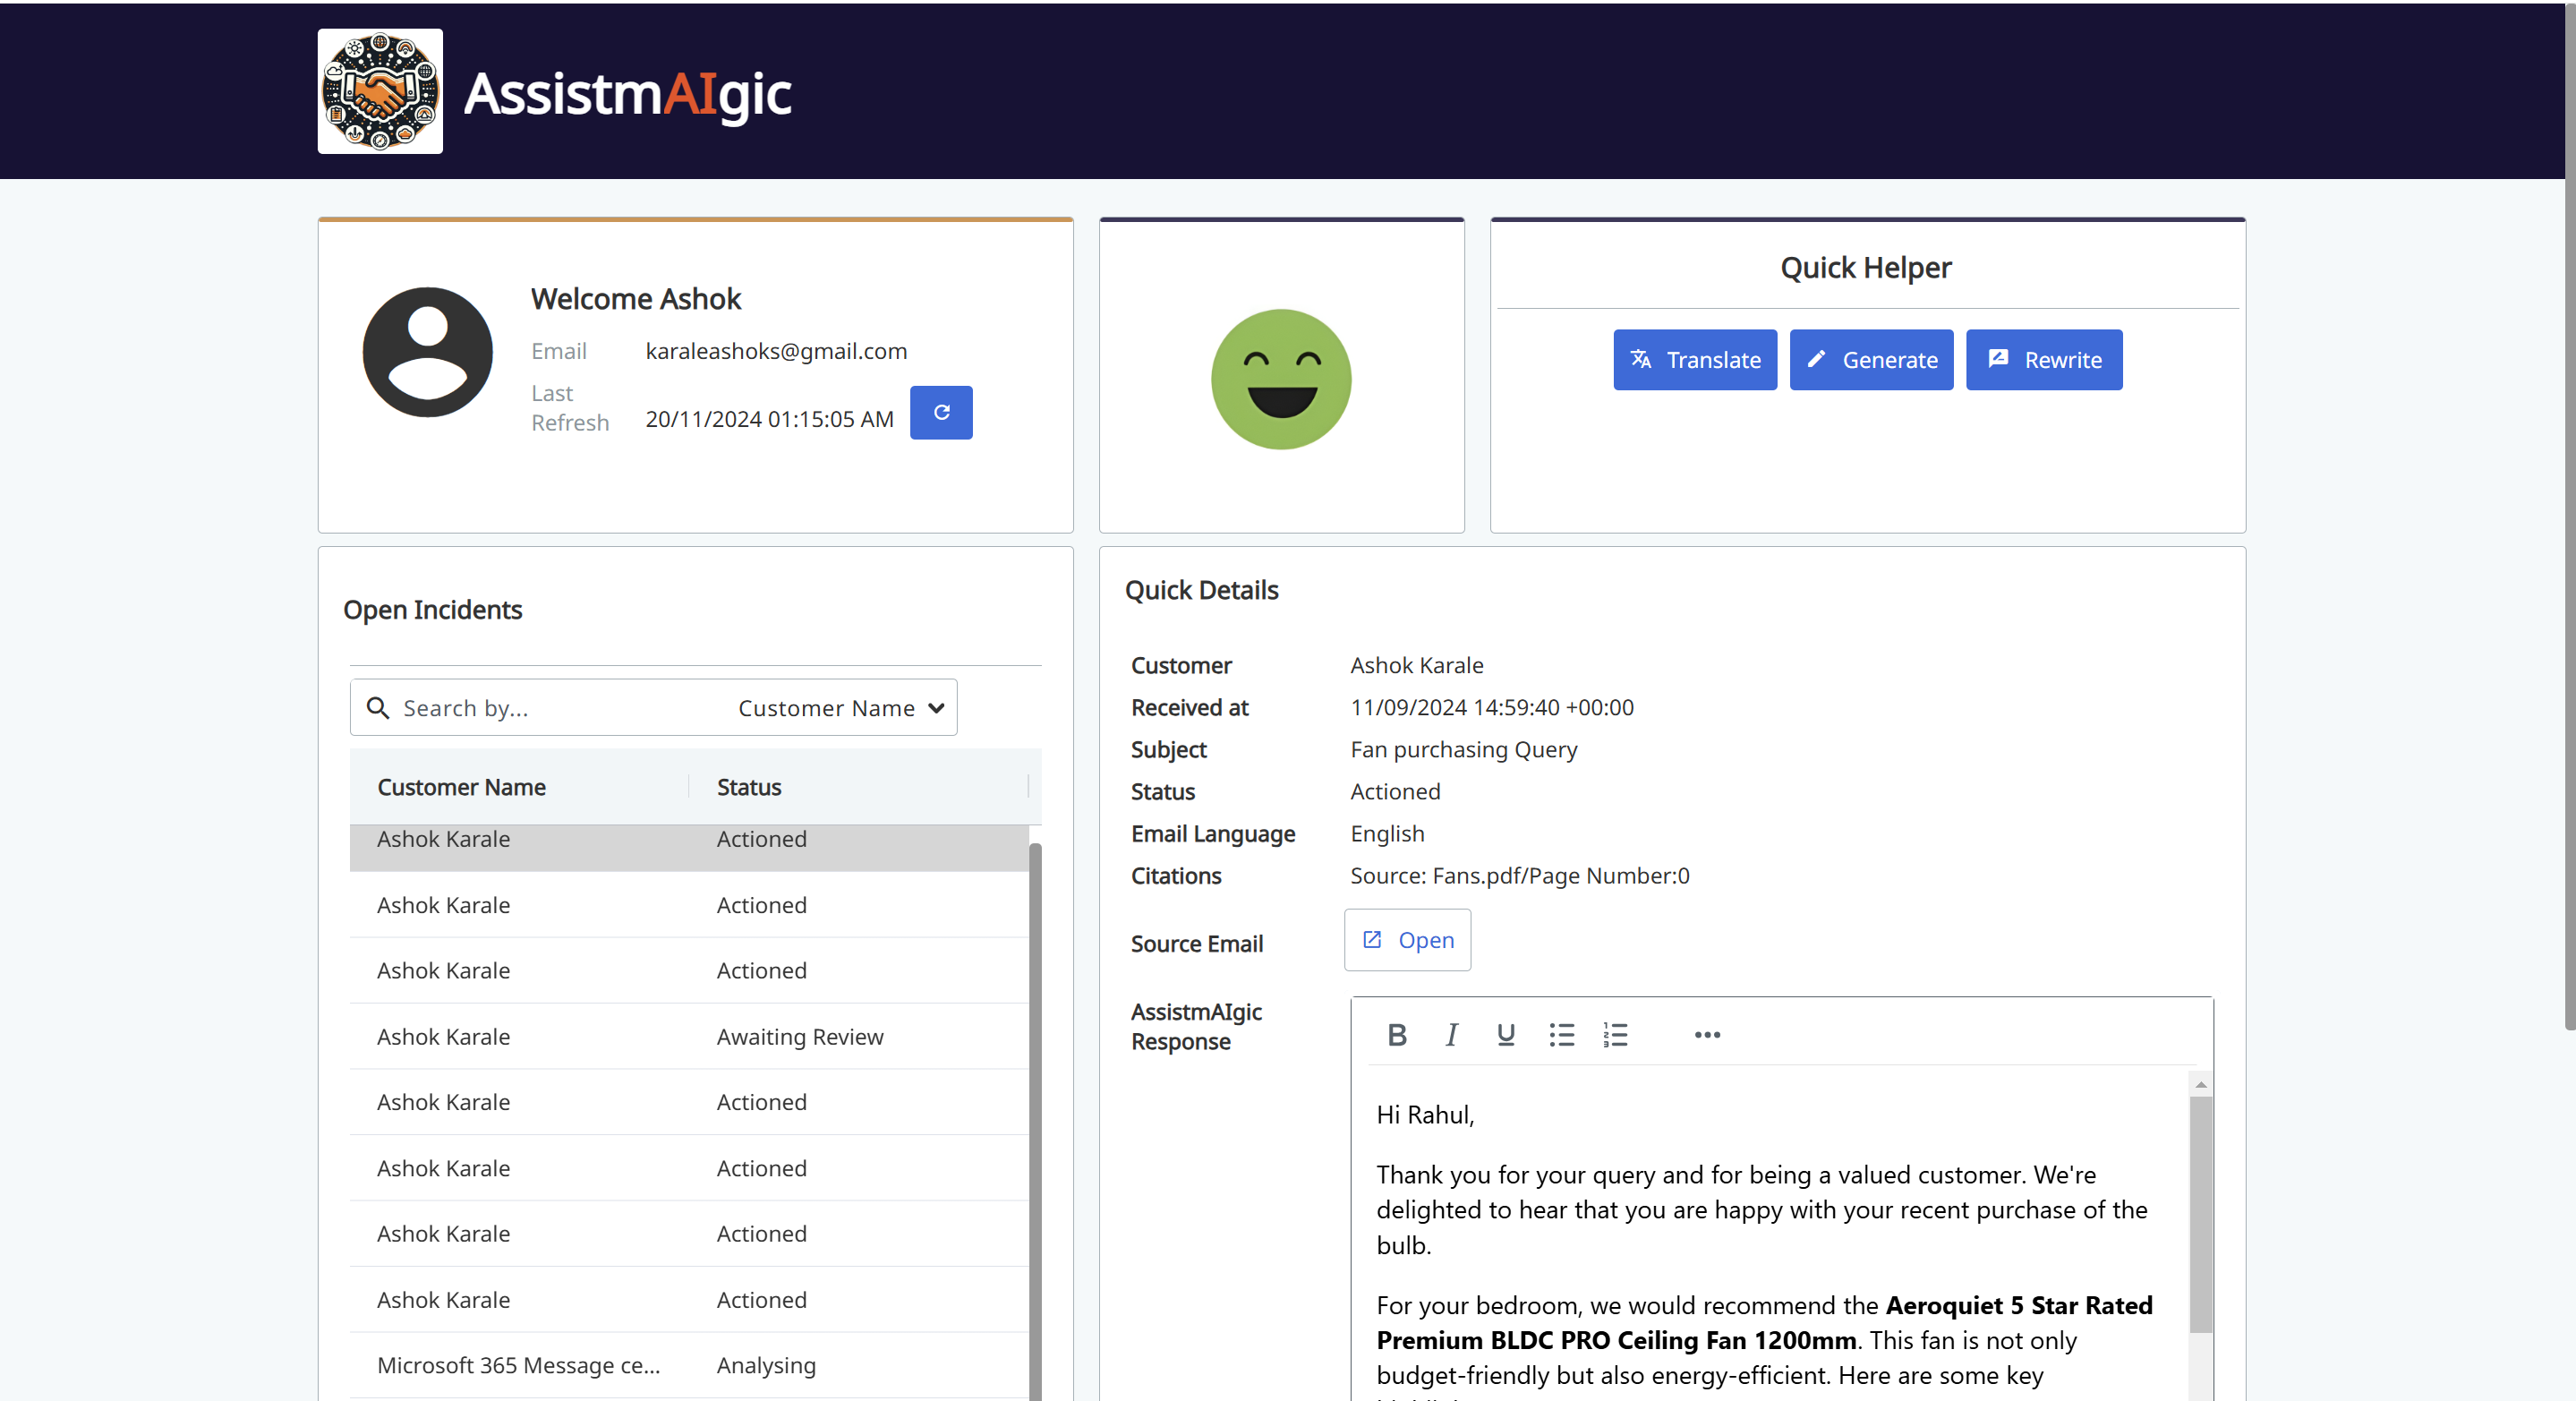 AssistmAIgic
Welcome Ashok
Email karaleashoks@gmail.com
Last
Refresh 20/11/2024 01:15:05 AM
Quick Helper
Translate Generate Rewrite
Open Incidents
Search by... Customer Name
Customer Name Status
Ashok Karale Actioned
Ashok Karale Actioned
Ashok Karale Actioned
Ashok Karale Awaiting Review
Ashok Karale Actioned
Ashok Karale Actioned
Ashok Karale Actioned
Ashok Karale Actioned
Microsoft 365 Message ce... Analysing
Quick Details
Customer Ashok Karale
Received at 11/09/2024 14:59:40 +00:00
Subject Fan purchasing Query
Status Actioned
Email Language English
Citations Source: Fans.pdf/Page Number:0
Source Email Open
AssistmAIgic
Response
B I U
Hi Rahul,
Thank you for your query and for being a valued customer. We're
delighted to hear that you are happy with your recent purchase of the
bulb.
For your bedroom, we would recommend the Aeroquiet 5 Star Rated
Premium BLDC PRO Ceiling Fan 1200mm. This fan is not only
budget-friendly but also energy-efficient. Here are some key